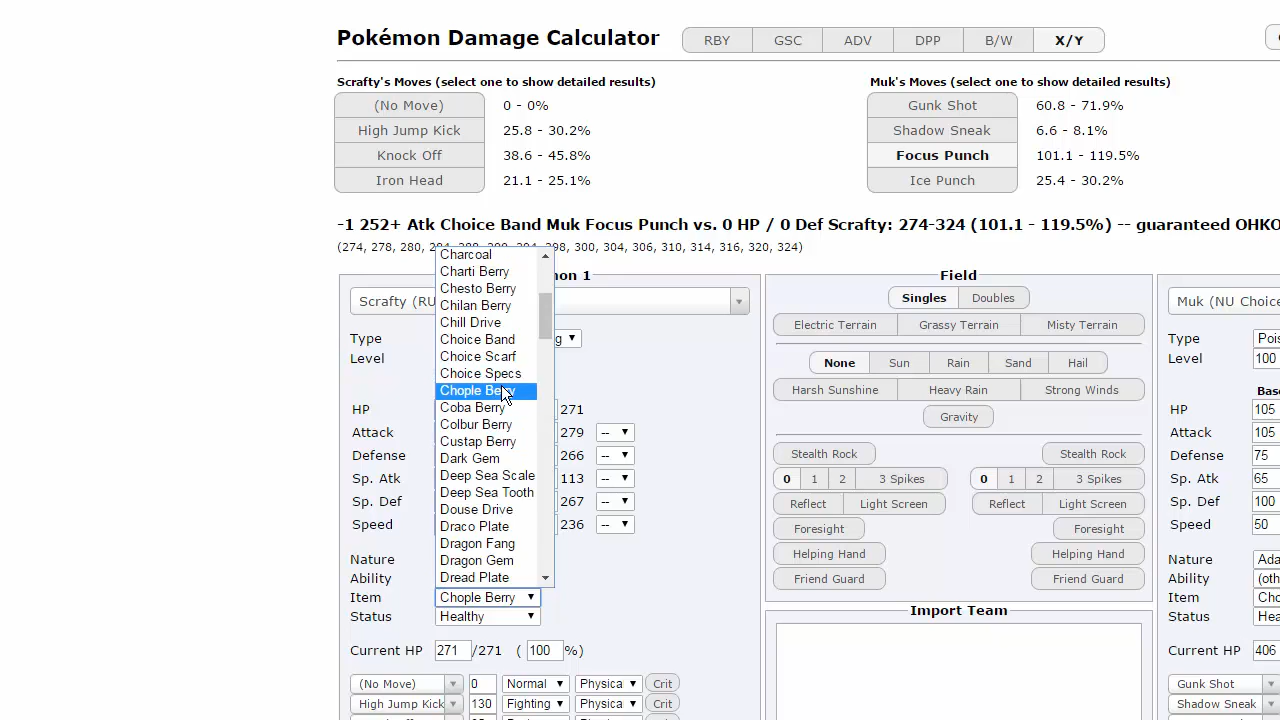 Pokémon Damage Calculator
RBY GSC ADV DPP B/W X/Y
Scrafty's Moves (select one to show detailed results)
(No Move) 0 - 0%
High Jump Kick 25.8 - 30.2%
Knock Off 38.6 - 45.8%
Iron Head 21.1 - 25.1%
Muk's Moves (select one to show detailed results)
Gunk Shot 60.8 - 71.9%
Shadow Sneak 6.6 - 8.1%
Focus Punch 101.1 - 119.5%
Ice Punch 25.4 - 30.2%
-1 252+ Atk Choice Band Muk Focus Punch vs. 0 HP / 0 Def Scrafty: 274-324 (101.1 - 119.5%) -- guaranteed OHKO
(274, 278, 280, 284, 288, 290, 294, 298, 300, 304, 306, 310, 314, 316, 320, 324)
Scrafty (RU
Type
Level
HP 271
Attack 279 --
Defense 266 --
Sp. Atk 113 --
Sp. Def 267 --
Speed 236 --
Nature
Ability
Item Chople Berry
Status Healthy
Current HP 271 /271 ( 100 %)
(No Move) 0 Normal Physica Crit
High Jump Kick 130 Fighting Physica Crit
Charcoal
Charti Berry
Chesto Berry
Chilan Berry
Chill Drive
Choice Band
Choice Scarf
Choice Specs
Chople Berry
Coba Berry
Colbur Berry
Custap Berry
Dark Gem
Deep Sea Scale
Deep Sea Tooth
Douse Drive
Draco Plate
Dragon Fang
Dragon Gem
Dread Plate
Field
Singles Doubles
Electric Terrain Grassy Terrain Misty Terrain
None Sun Rain Sand Hail
Harsh Sunshine Heavy Rain Strong Winds
Gravity
Stealth Rock Stealth Rock
0 1 2 3 Spikes 0 1 2 3 Spikes
Reflect Light Screen Reflect Light Screen
Foresight Foresight
Helping Hand Helping Hand
Friend Guard Friend Guard
Import Team
Muk (NU Choice
Type Pois
Level 100
Base
HP 105
Attack 105
Defense 75
Sp. Atk 65
Sp. Def 100
Speed 50
Nature Ada
Ability (oth
Item Cho
Status Hea
Current HP 406
Gunk Shot
Shadow Sneak